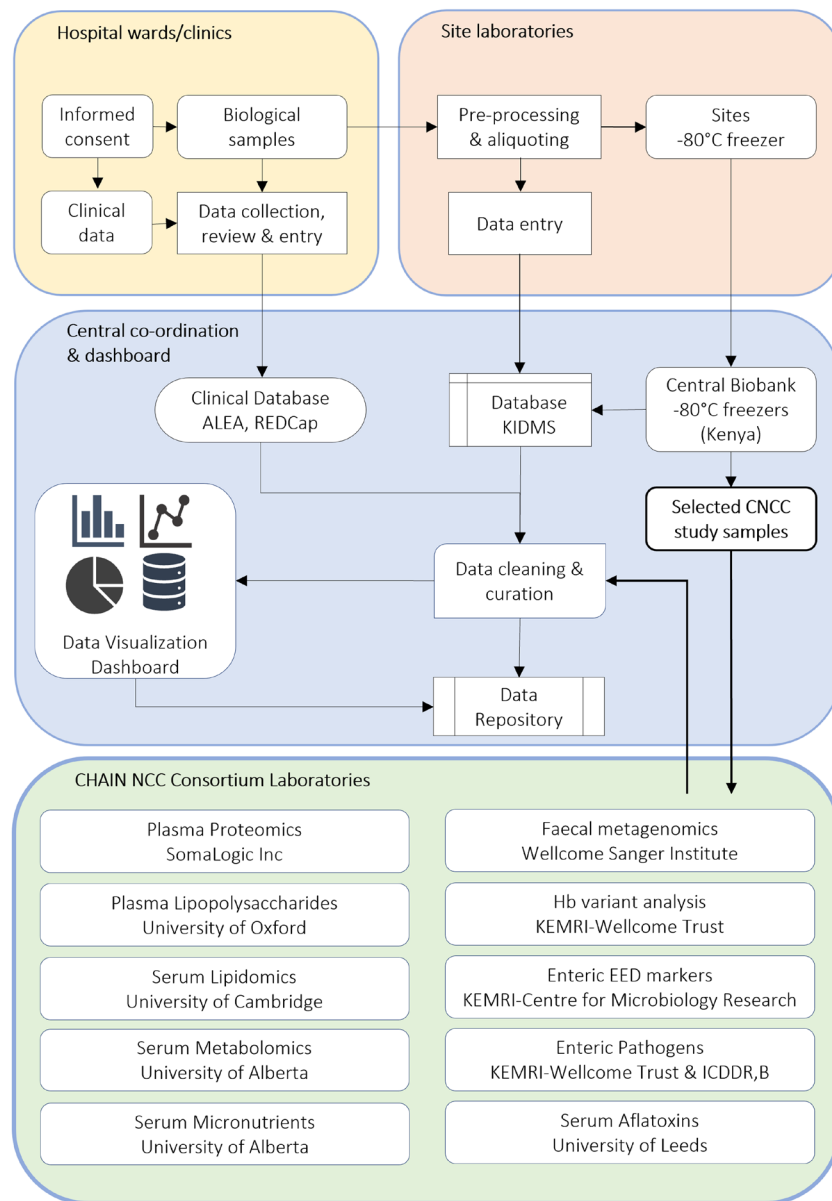 Hospital wards/clinics
Informed
consent
Biological
samples
Clinical
data
Data collection,
review & entry
Site laboratories
Pre-processing
& aliquoting
Sites
-80°C freezer
Data entry
Central co-ordination
& dashboard
Clinical Database
ALEA, REDCap
Database
KIDMS
Central Biobank
-80°C freezers
(Kenya)
Selected CNCC
study samples
Data cleaning &
curation
Data Visualization
Dashboard
Data
Repository
CHAIN NCC Consortium Laboratories
Plasma Proteomics
SomaLogic Inc
Plasma Lipopolysaccharides
University of Oxford
Serum Lipidomics
University of Cambridge
Serum Metabolomics
University of Alberta
Serum Micronutrients
University of Alberta
Faecal metagenomics
Wellcome Sanger Institute
Hb variant analysis
KEMRI-Wellcome Trust
Enteric EED markers
KEMRI-Centre for Microbiology Research
Enteric Pathogens
KEMRI-Wellcome Trust & ICDDR,B
Serum Aflatoxins
University of Leeds